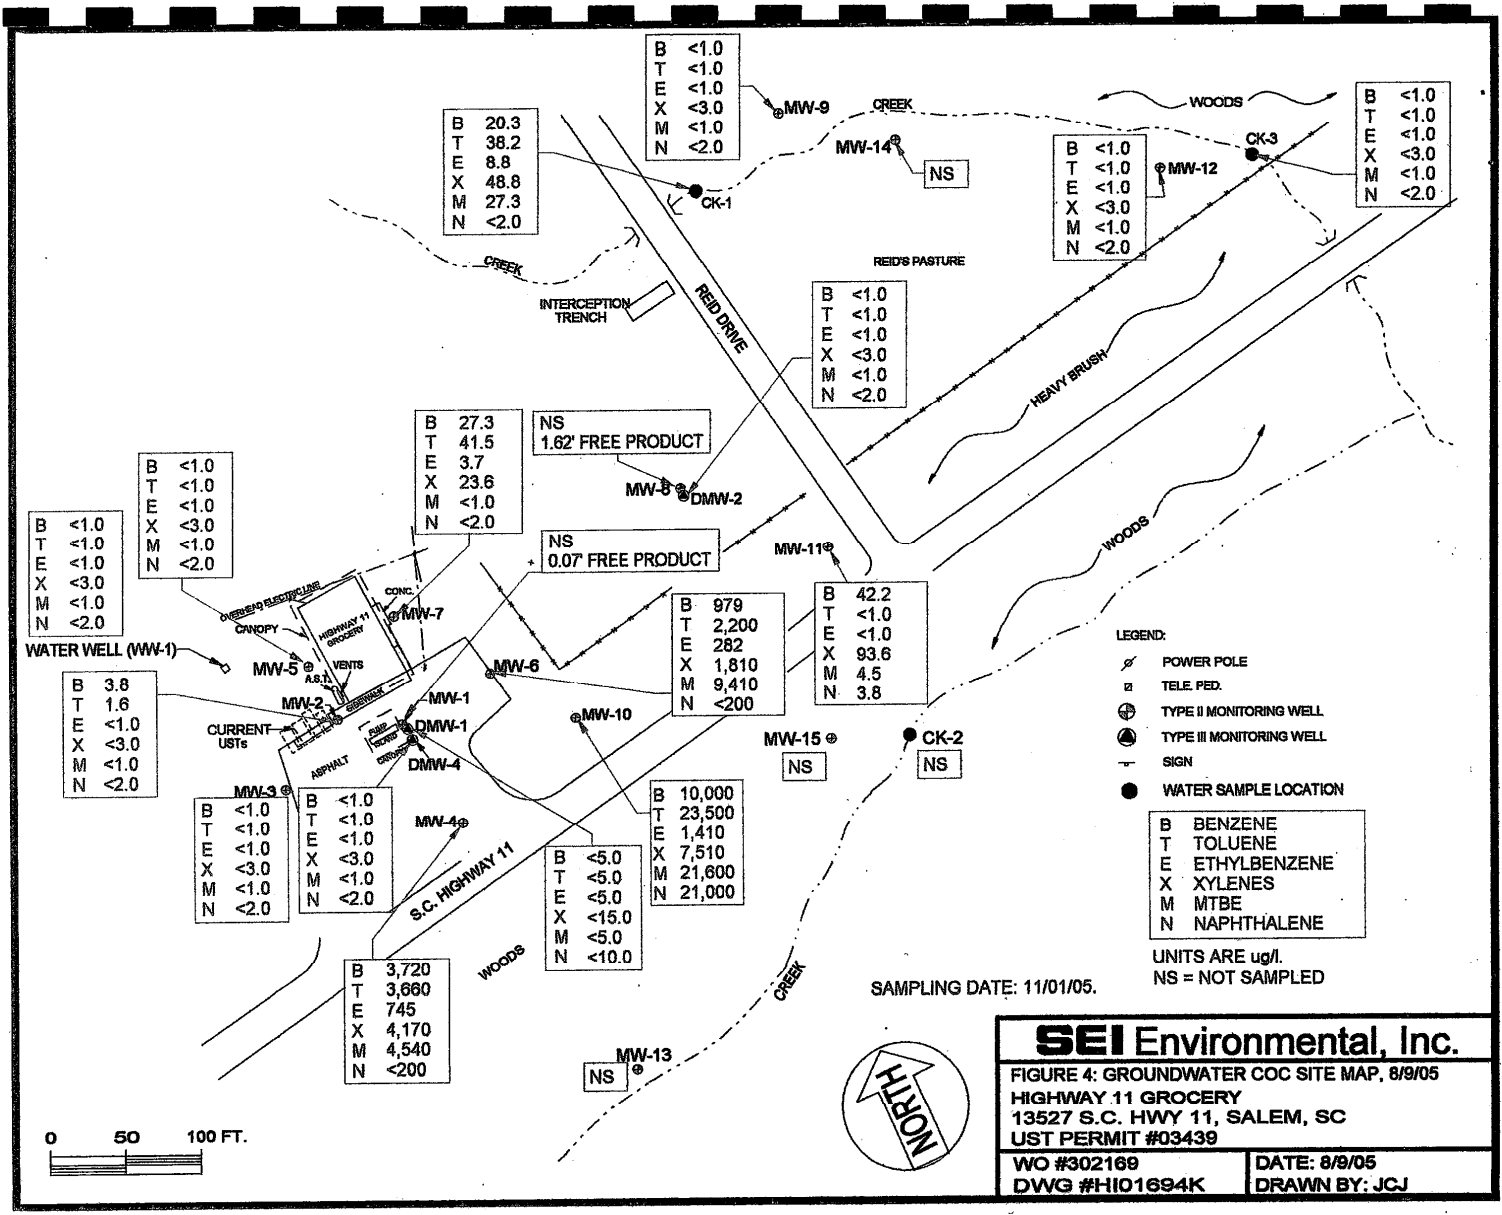 B <1.0
T <1.0
E <1.0
X <3.0
M <1.0
N <2.0
MW-9
CREEK
WOODS
B <1.0
T <1.0
E <1.0
X <3.0
M <1.0
N <2.0
B 20.3
T 38.2
E 8.8
X 48.8
M 27.3
N <2.0
MW-14
NS
CK-3
B <1.0
T <1.0
E <1.0
X <3.0
M <1.0
N <2.0
MW-12
CK-1
CREEK
REID'S PASTURE
INTERCEPTION
TRENCH
REID DRIVE
B <1.0
T <1.0
E <1.0
X <3.0
M <1.0
N <2.0
HEAVY BRUSH
B 27.3
T 41.5
E 3.7
X 23.6
M <1.0
N <2.0
NS
1.62' FREE PRODUCT
MW-8
DMW-2
B <1.0
T <1.0
E <1.0
X <3.0
M <1.0
N <2.0
B <1.0
T <1.0
E <1.0
X <3.0
M <1.0
N <2.0
NS
0.07' FREE PRODUCT
MW-11
WOODS
OVERHEAD ELECTRIC LINE
CONC.
CANOPY
HIGHWAY 11
GROCERY
MW-7
WATER WELL (WW-1)
MW-5
VENTS
A.S.T.
MW-6
B 979
T 2,200
E 282
X 1,810
M 9,410
N <200
B 42.2
T <1.0
E <1.0
X 93.6
M 4.5
N 3.8
B 3.8
T 1.6
E <1.0
X <3.0
M <1.0
N <2.0
MW-2
SIDEWALK
MW-1
CURRENT
USTs
PUMP
ISLAND
CANOPY
DMW-1
DMW-4
MW-10
ASPHALT
MW-15
NS
CK-2
NS
MW-3
B <1.0
T <1.0
E <1.0
X <3.0
M <1.0
N <2.0
B <1.0
T <1.0
E <1.0
X <3.0
M <1.0
N <2.0
MW-4
S.C. HIGHWAY 11
B 10,000
T 23,500
E 1,410
X 7,510
M 21,600
N 21,000
B <5.0
T <5.0
E <5.0
X <15.0
M <5.0
N <10.0
WOODS
CREEK
B 3,720
T 3,660
E 745
X 4,170
M 4,540
N <200
MW-13
NS
LEGEND:
POWER POLE
TELE. PED.
TYPE II MONITORING WELL
TYPE III MONITORING WELL
SIGN
WATER SAMPLE LOCATION
B BENZENE
T TOLUENE
E ETHYLBENZENE
X XYLENES
M MTBE
N NAPHTHALENE
UNITS ARE ug/l.
NS = NOT SAMPLED
SAMPLING DATE: 11/01/05.
NORTH
0 50 100 FT.
SEI Environmental, Inc.
FIGURE 4: GROUNDWATER COC SITE MAP, 8/9/05
HIGHWAY 11 GROCERY
13527 S.C. HWY 11, SALEM, SC
UST PERMIT #03439
WO #302169
DWG #HI01694K
DATE: 8/9/05
DRAWN BY: JCJ